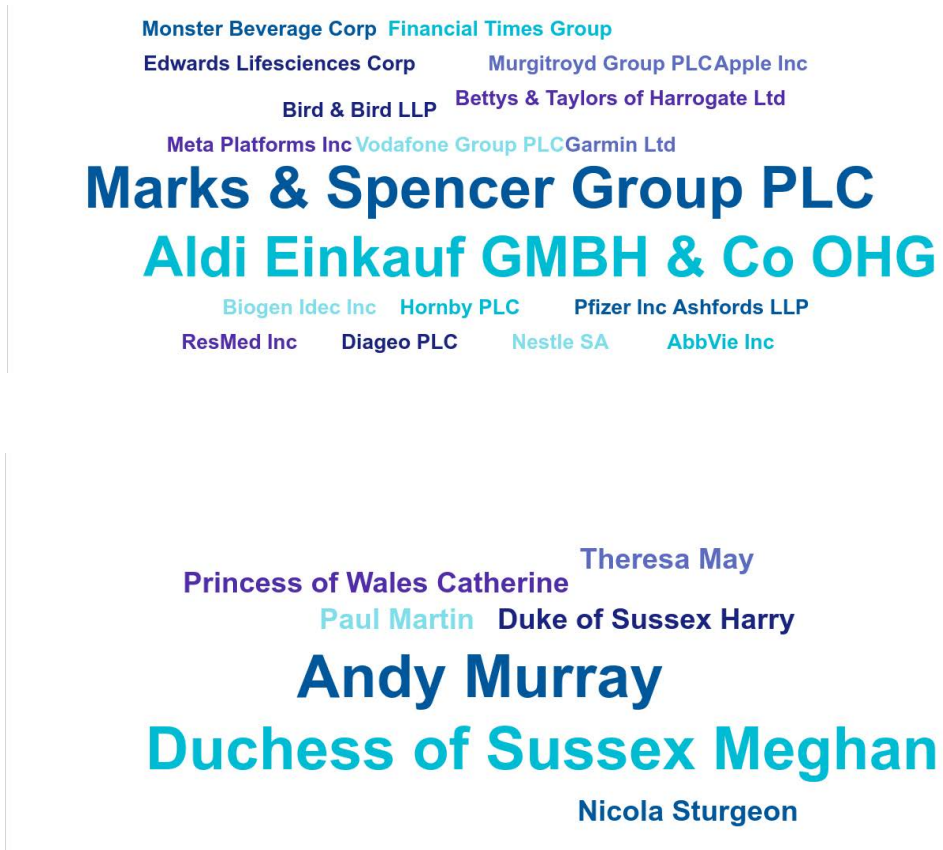 Monster Beverage Corp Financial Times Group
Edwards Lifesciences Corp Murgitroyd Group PLC Apple Inc
Bird & Bird LLP Bettys & Taylors of Harrogate Ltd
Meta Platforms Inc Vodafone Group PLC Garmin Ltd
Marks & Spencer Group PLC
Aldi Einkauf GMBH & Co OHG
Biogen Idec Inc Hornby PLC Pfizer Inc Ashfords LLP
ResMed Inc Diageo PLC Nestle SA AbbVie Inc
Theresa May
Princess of Wales Catherine
Paul Martin Duke of Sussex Harry
Andy Murray
Duchess of Sussex Meghan
Nicola Sturgeon